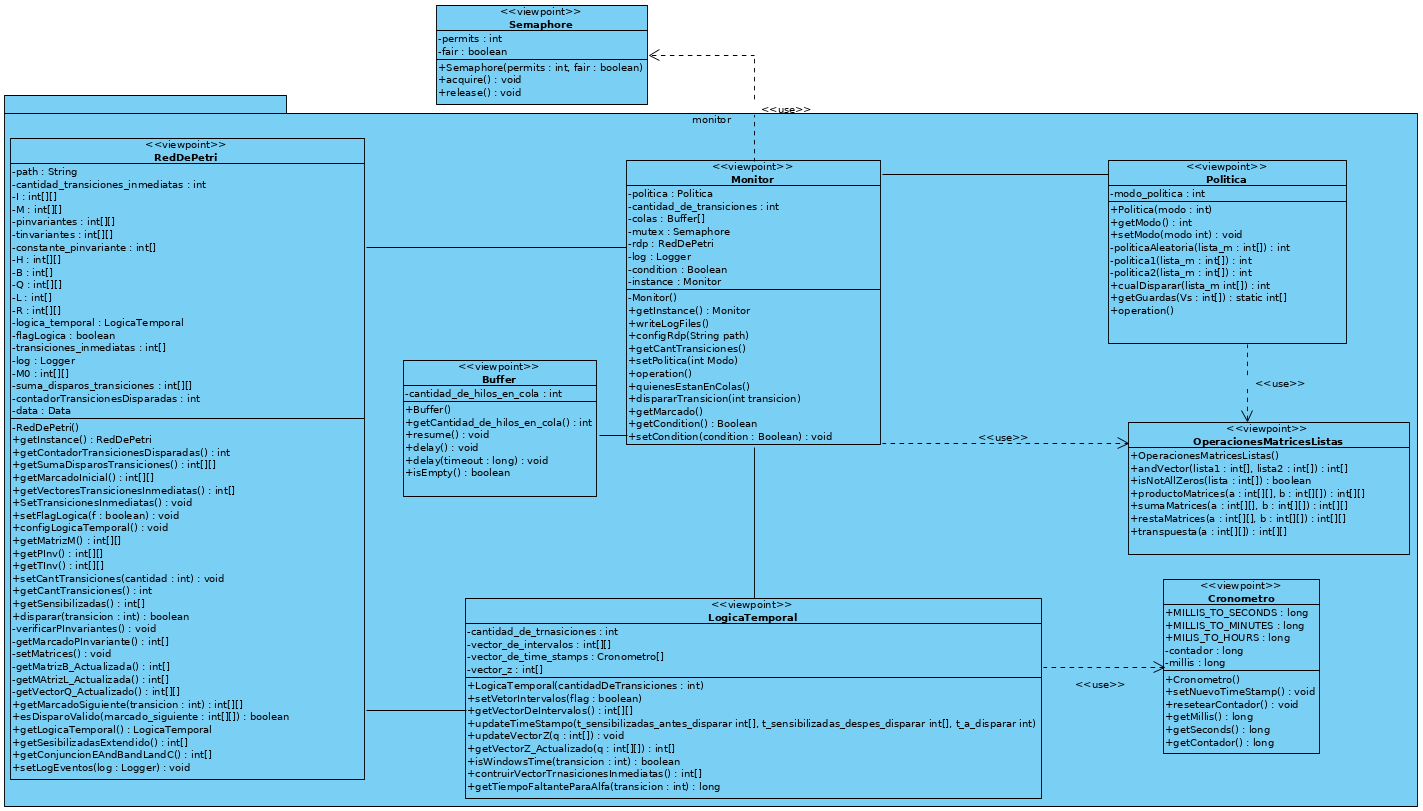 <<viewpoint>>
Semaphore
-permits : int
-fair : boolean
+Semaphore(permits : int, fair : boolean)
+acquire() : void
+release() : void
<<use>>
monitor
<<viewpoint>>
RedDePetri
-path : String
-cantidad_transiciones_inmediatas : int
-I : int[][]
-M : int[][]
-pinvariantes : int[][]
-tinvariantes : int[][]
-constante_pinvariante : int[]
-H : int[][]
-B : int[]
-Q : int[][]
-L : int[]
-R : int[][]
-logica_temporal : LogicaTemporal
-flagLogica : boolean
-transiciones_inmediatas : int[]
-log : Logger
-M0 : int[][]
-suma_disparos_transiciones : int[][]
-contadorTransicionesDisparadas : int
-data : Data
-RedDePetri()
+getInstance() : RedDePetri
+getContadorTransicionesDisparadas() : int
+getSumaDisparosTransiciones() : int[][]
+getMarcadoInicial() : int[][]
+getVectoresTransicionesInmediatas() : int[]
+SetTransicionesInmediatas() : void
+setFlagLogica(f : boolean) : void
+configLogicaTemporal() : void
+getMatrizM() : int[][]
+getPInv() : int[][]
+getTInv() : int[][]
+setCantTransiciones(cantidad : int) : void
+getCantTransiciones() : int
+getSensibilizadas() : int[]
+disparar(transicion : int) : boolean
-verificarPInvariantes() : void
-getMarcadoPInvariante() : int[]
-setMatrices() : void
-getMatrizB_Actualizada() : int[]
-getMAtrizL_Actualizada() : int[]
-getVectorQ_Actualizado() : int[][]
+getMarcadoSiguiente(transicion : int) : int[][]
+esDisparoValido(marcado_siguiente : int[][]) : boolean
+getLogicaTemporal() : LogicaTemporal
+getSesibilizadasExtendido() : int[]
+getConjuncionEAndBandLandC() : int[]
+setLogEventos(log : Logger) : void
<<viewpoint>>
Monitor
-politica : Politica
-cantidad_de_transiciones : int
-colas : Buffer[]
-mutex : Semaphore
-rdp : RedDePetri
-log : Logger
-condition : Boolean
-instance : Monitor
-Monitor()
+getInstance() : Monitor
+writeLogFiles()
+configRdp(String path)
+getCantTransiciones()
+setPolitica(int Modo)
+operation()
+quienesEstanEnColas()
+dispararTransicion(int transicion)
+getMarcado()
+getCondition() : Boolean
+setCondition(condition : Boolean) : void
<<viewpoint>>
Politica
-modo_politica : int
+Politica(modo : int)
+getModo() : int
+setModo(modo int) : void
-politicaAleatoria(lista_m : int[]) : int
-politica1(lista_m : int[]) : int
-politica2(lista_m : int[]) : int
+cualDisparar(lista_m int[]) : int
+getGuardas(Vs : int[]) : static int[]
+operation()
<<use>>
<<viewpoint>>
Buffer
-cantidad_de_hilos_en_cola : int
+Buffer()
+getCantidad_de_hilos_en_cola() : int
+resume() : void
+delay() : void
+delay(timeout : long) : void
+isEmpty() : boolean
<<use>>
<<viewpoint>>
OperacionesMatricesListas
+OperacionesMatricesListas()
+andVector(lista1 : int[], lista2 : int[]) : int[]
+isNotAllZeros(lista : int[]) : boolean
+productoMatrices(a : int[][], b : int[][]) : int[][]
+sumaMatrices(a : int[][], b : int[][]) : int[][]
+restaMatrices(a : int[][], b : int[][]) : int[][]
+transpuesta(a : int[][]) : int[][]
<<viewpoint>>
LogicaTemporal
-cantidad_de_trnasiciones : int
-vector_de_intervalos : int[][]
-vector_de_time_stamps : Cronometro[]
-vector_z : int[]
+LogicaTemporal(cantidadDeTransiciones : int)
+setVetorIntervalos(flag : boolean)
+getVectorDeIntervalos() : int[][]
+updateTimeStampo(t_sensibilizadas_antes_disparar int[], t_sensibilizadas_despes_disparar int[], t_a_disparar int)
+updateVectorZ(q : int[]) : void
+getVectorZ_Actualizado(q : int[][]) : int[]
+isWindowsTime(transicion : int) : boolean
+contruirVectorTrnasicionesInmediatas() : int[]
+getTiempoFaltanteParaAlfa(transicion : int) : long
<<use>>
<<viewpoint>>
Cronometro
+MILLIS_TO_SECONDS : long
+MILLIS_TO_MINUTES : long
+MILIS_TO_HOURS : long
-contador : long
-millis : long
+Cronometro()
+setNuevoTimeStamp() : void
+resetearContador() : void
+getMillis() : long
+getSeconds() : long
+getContador() : long